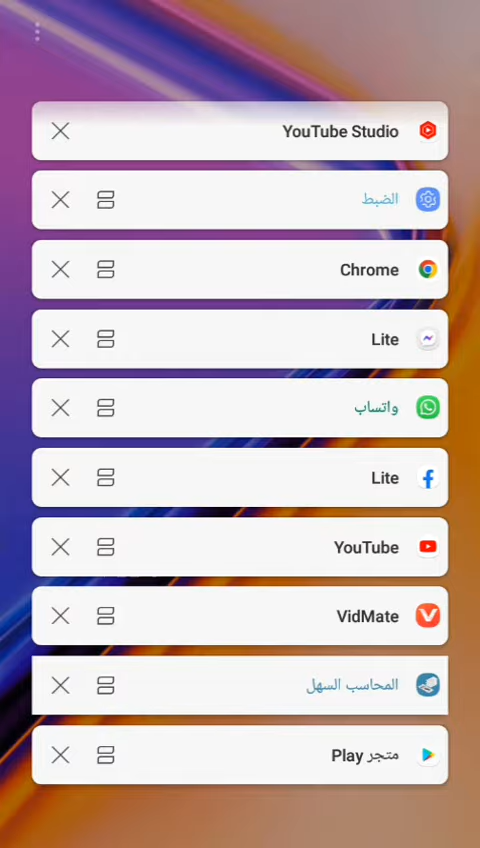 YouTube Studio
الضبط
Chrome
Lite
واتساب
Lite
YouTube
VidMate
المحاسب السهل
متجر Play